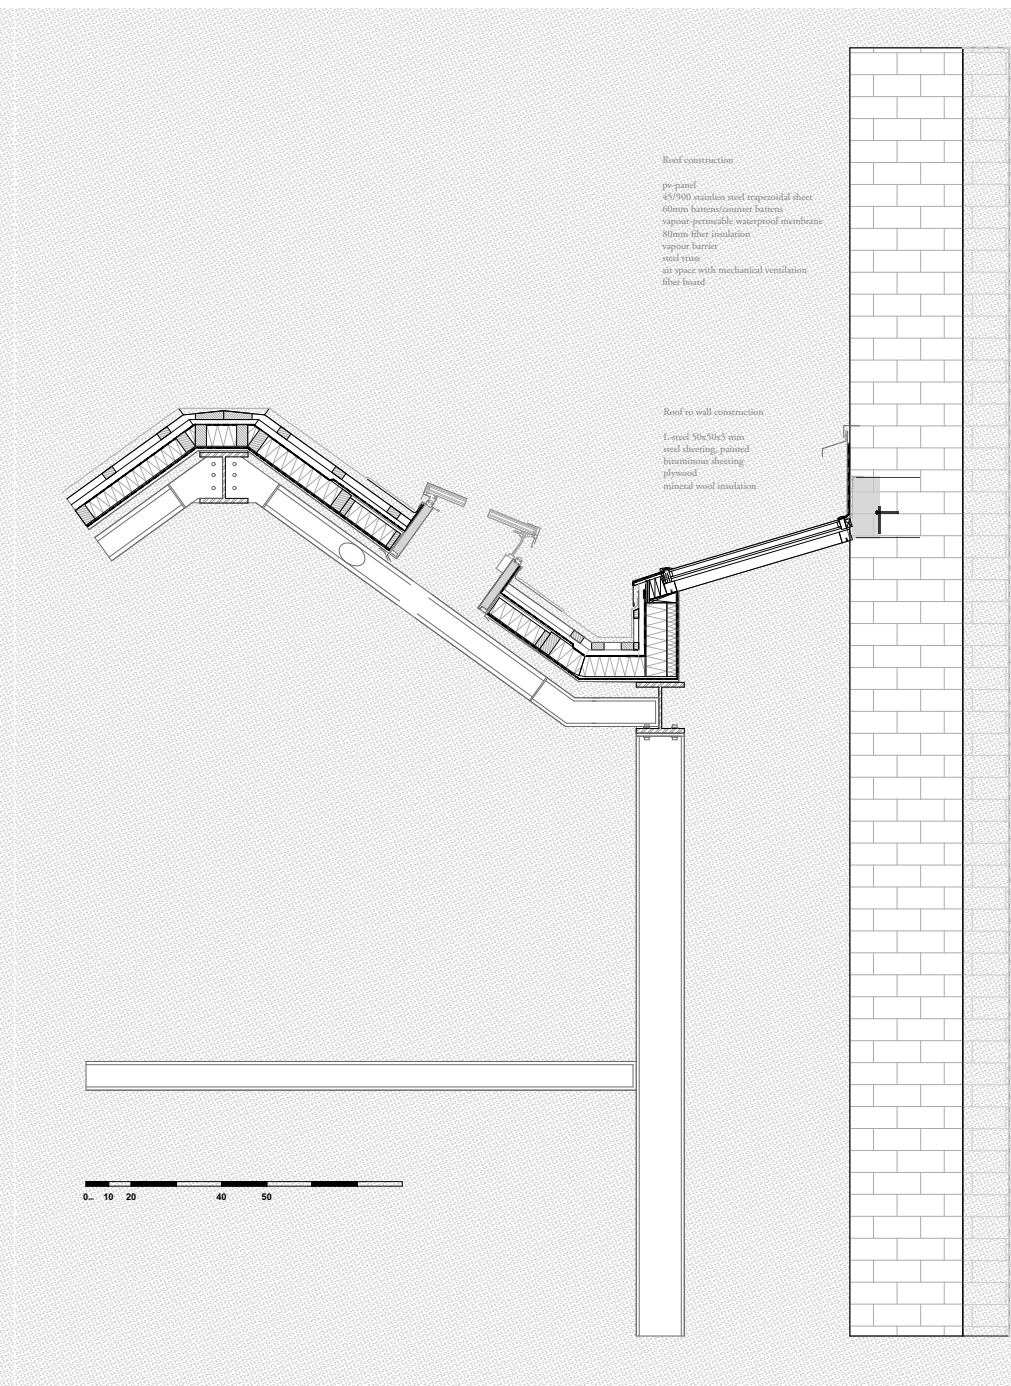 Roof construction
pv-panel
45/900 stainless steel trapezoidal sheet
60mm battens/counter battens
vapour-permeable waterproof membrane
80mm fiber insulation
vapour barrier
steel truss
air space with mechanical ventilation
fiber board
Roof to wall construction
L-steel 50x50x5 mm
steel sheeting, painted
bituminous sheeting
plywood
mineral wool insulation
0 10 20 40 50